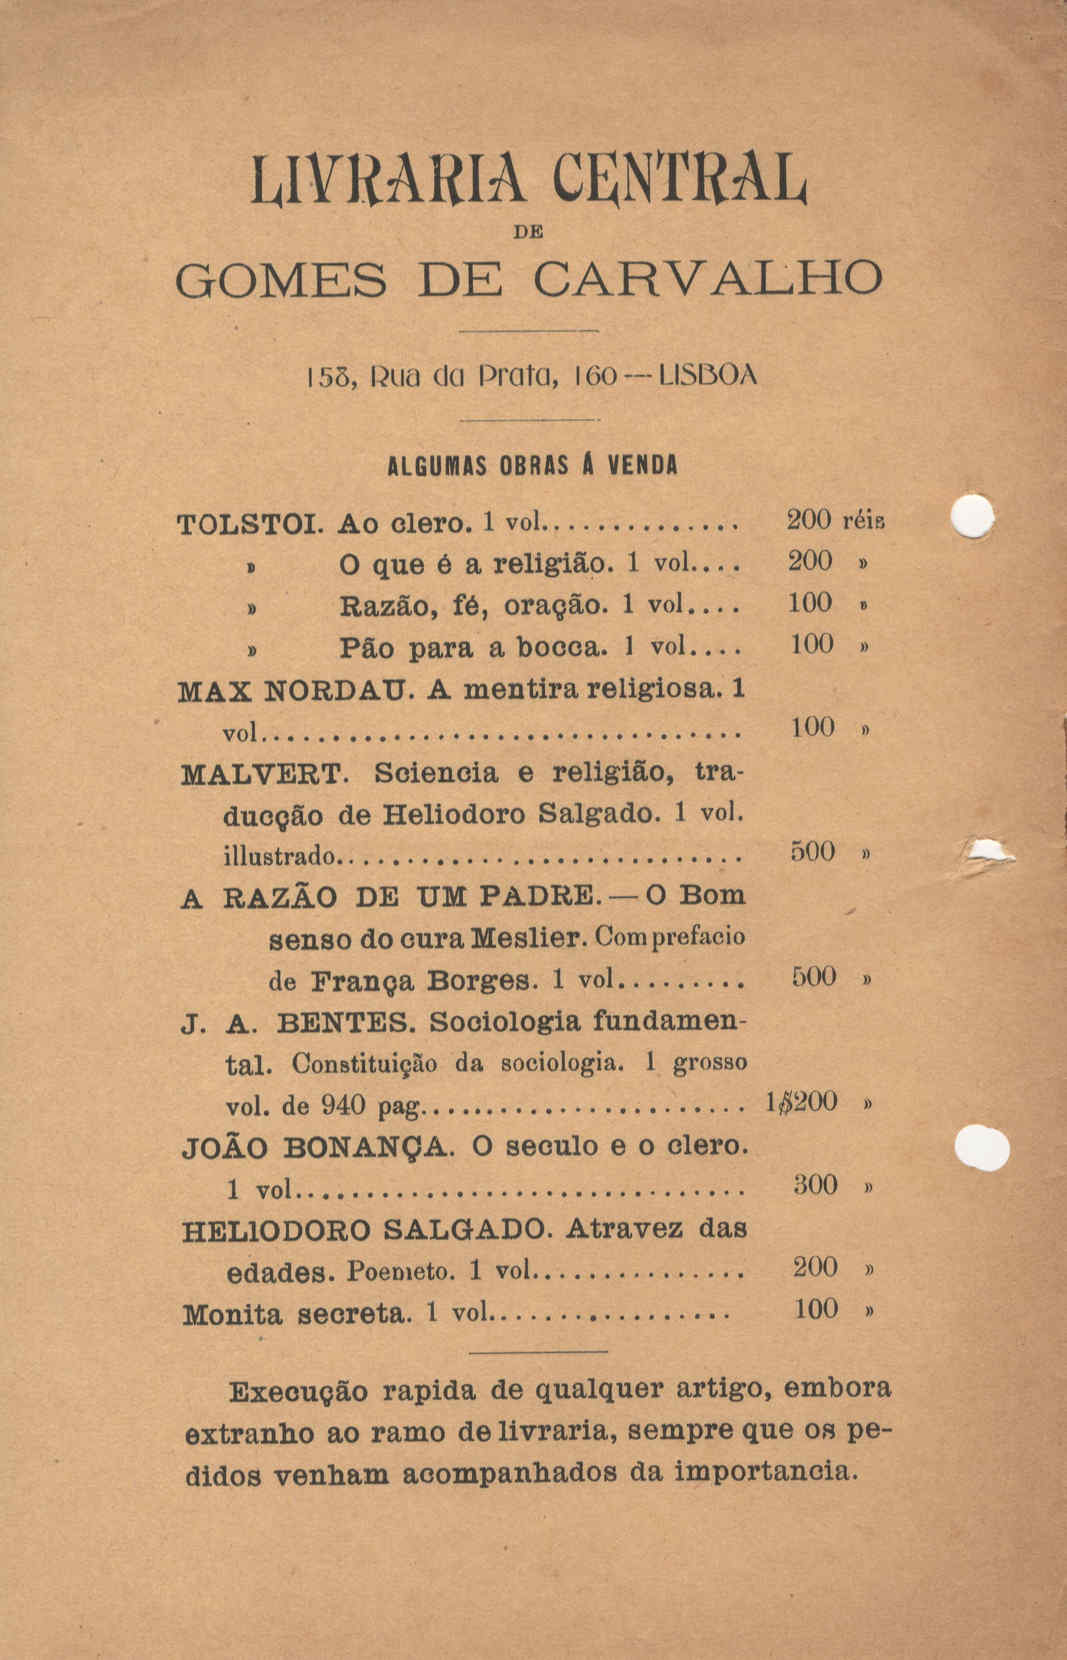 LIVRARIA CENTRAL
DE
GOMES DE CARVALHO
158, Rua da Prata, 160 — LISBOA
ALGUMAS OBRAS Á VENDA
TOLSTOI. Ao clero. 1 vol.............. 200 réis
» O que é a religião. 1 vol.... 200 »
» Razão, fé, oração. 1 vol.... 100 »
» Pão para a bocca. 1 vol.... 100 »
MAX NORDAU. A mentira religiosa. 1
vol................................. 100 »
MALVERT. Sciencia e religião, tra-
ducção de Heliodoro Salgado. 1 vol.
illustrado............................ 500 »
A RAZÃO DE UM PADRE. — O Bom
senso do cura Meslier. Com prefacio
de França Borges. 1 vol......... 500 »
J. A. BENTES. Sociologia fundamen-
tal. Constituição da sociologia. 1 grosso
vol. de 940 pag....................... 1$200 »
JOÃO BONANÇA. O seculo e o clero.
1 vol............................... 300 »
HEL1ODORO SALGADO. Atravez das
edades. Poemeto. 1 vol............... 200 »
Monita secreta. 1 vol................. 100 »
Execução rapida de qualquer artigo, embora
extranho ao ramo de livraria, sempre que os pe-
didos venham acompanhados da importancia.